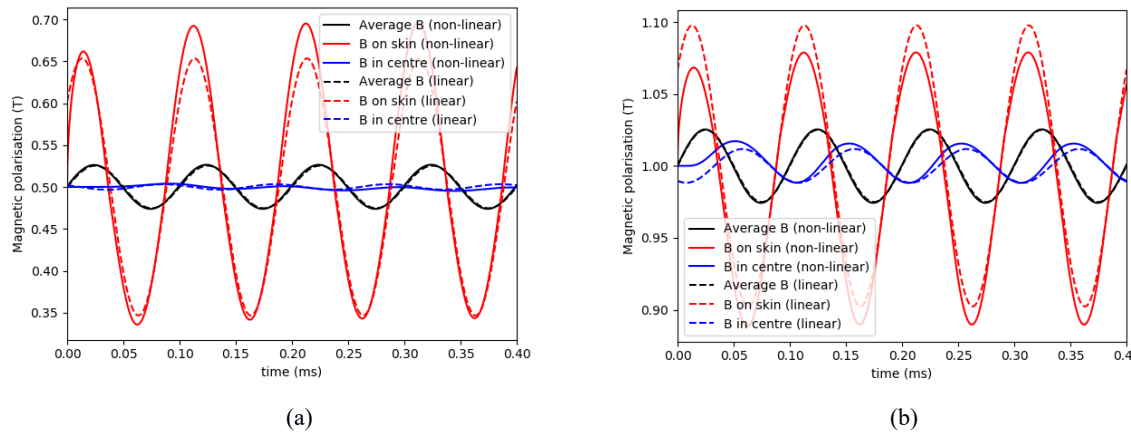 0.70
0.65
0.60
0.55
0.50
0.45
0.40
0.35
Magnetic polarisation (T)
Average B (non-linear)
B on skin (non-linear)
B in centre (non-linear)
Average B (linear)
B on skin (linear)
B in centre (linear)
0.00 0.05 0.10 0.15 0.20 0.25 0.30 0.35 0.40
time (ms)
(a)
1.10
1.05
1.00
0.95
0.90
Magnetic polarisation (T)
Average B (non-linear)
B on skin (non-linear)
B in centre (non-linear)
Average B (linear)
B on skin (linear)
B in centre (linear)
0.00 0.05 0.10 0.15 0.20 0.25 0.30 0.35 0.4
time (ms)
(b)